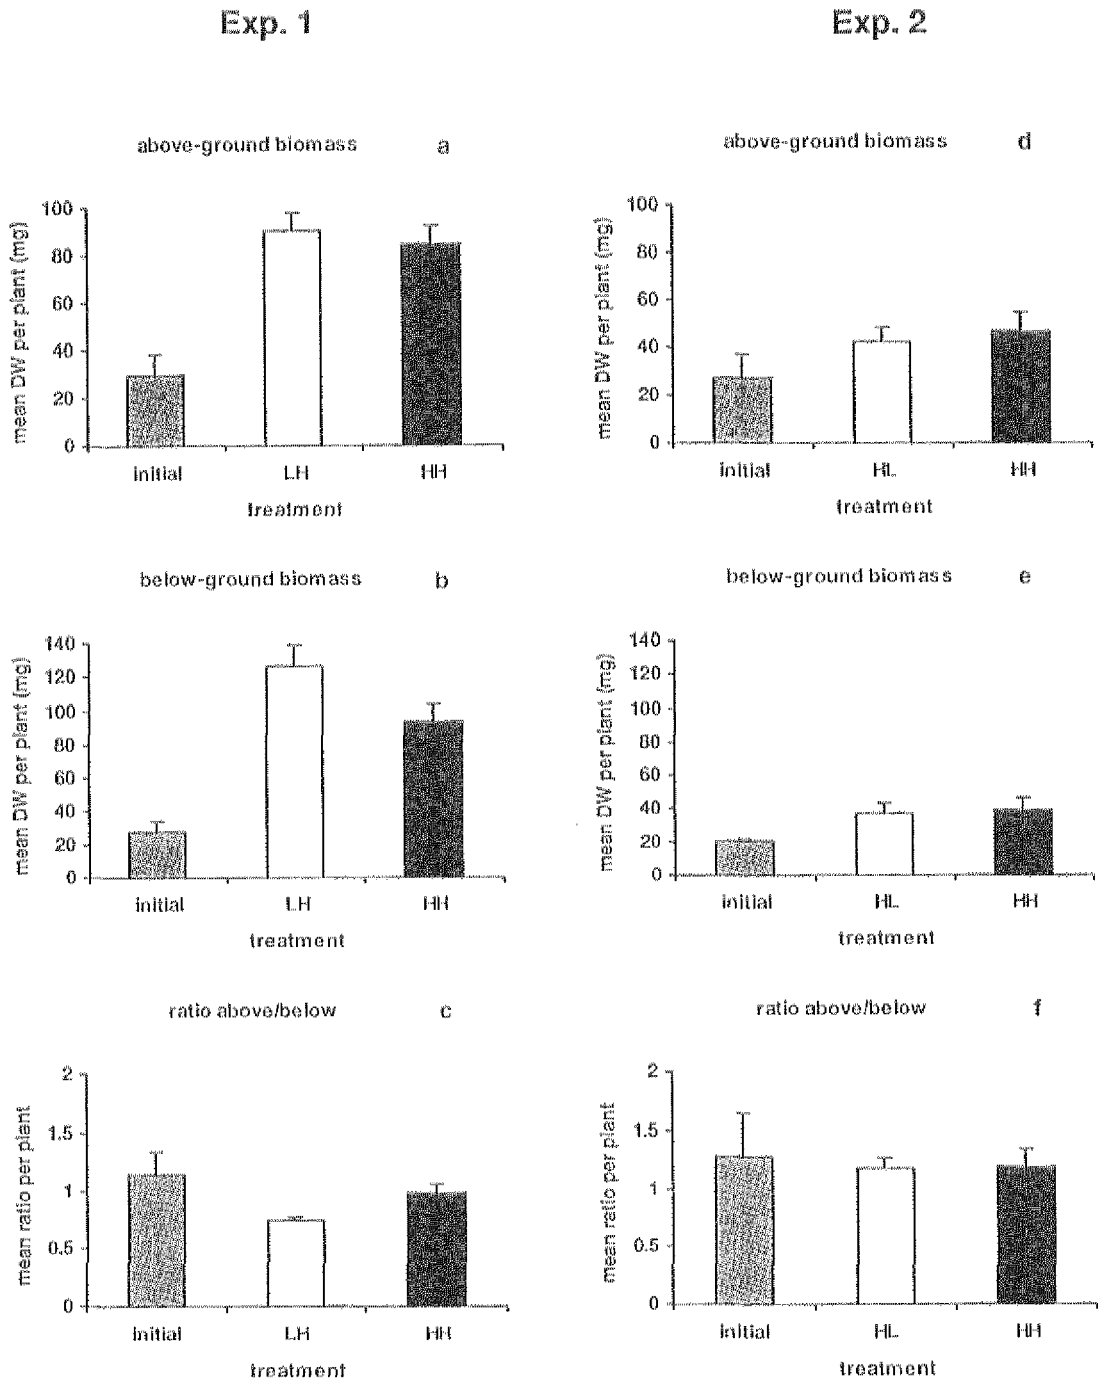 Exp. 1
Exp. 2
above-ground biomass a
mean DW per plant (mg)
100
80
60
40
20
0
initial LH HH
treatment
above-ground biomass d
mean DW per plant (mg)
100
80
60
40
20
0
initial HL HH
treatment
below-ground biomass b
mean DW per plant (mg)
140
120
100
80
60
40
20
0
initial LH HH
treatment
below-ground biomass e
mean DW per plant (mg)
140
120
100
80
60
40
20
0
initial HL HH
treatment
ratio above/below c
mean ratio per plant
2
1.5
1
0.5
0
initial LH HH
treatment
ratio above/below f
mean ratio per plant
2
1.5
1
0.5
0
initial HL HH
treatment